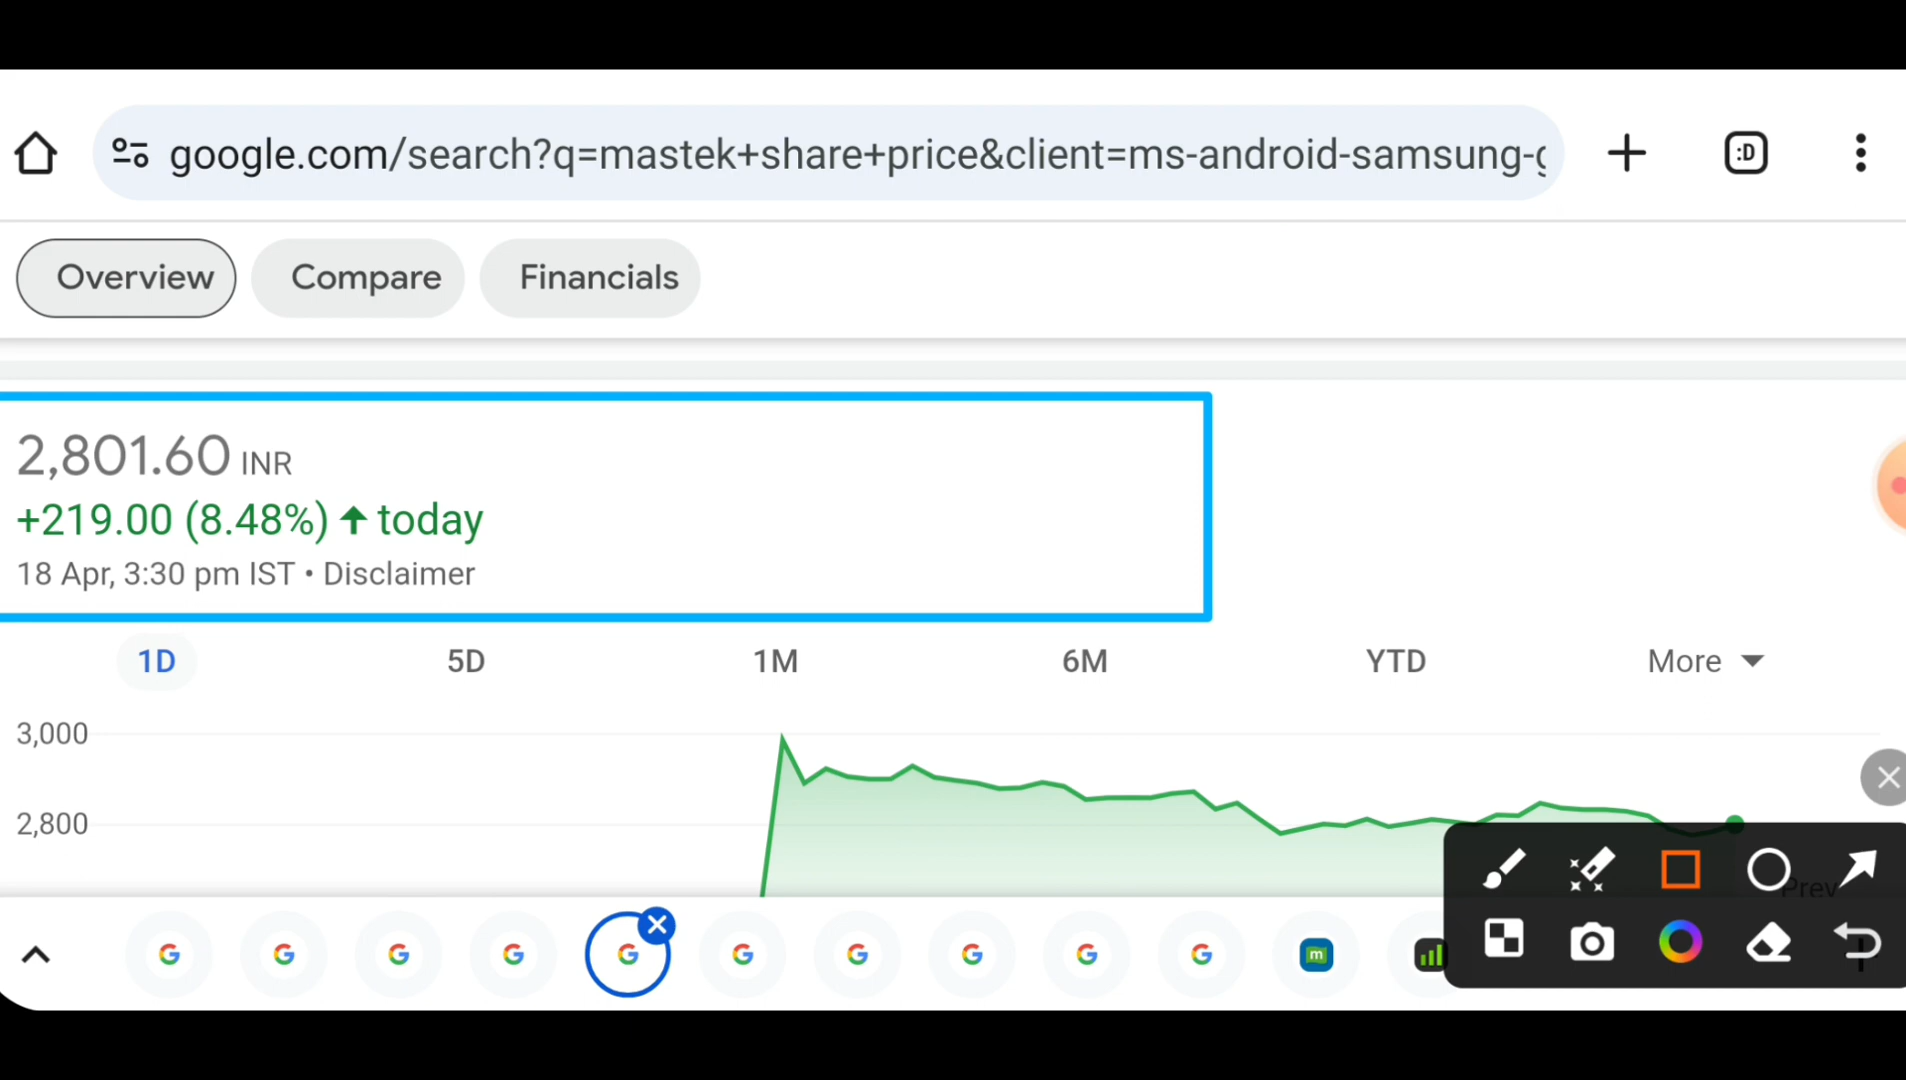 google.com/search?q=mastek+share+price&client=ms-android-samsung-
:D
Overview Compare Financials
2,801.60 INR
+219.00 (8.48%) ↑ today
18 Apr, 3:30 pm IST • Disclaimer
1D 5D 1M 6M YTD More
3,000
2,800
Prev
G G G G G G G G G G m